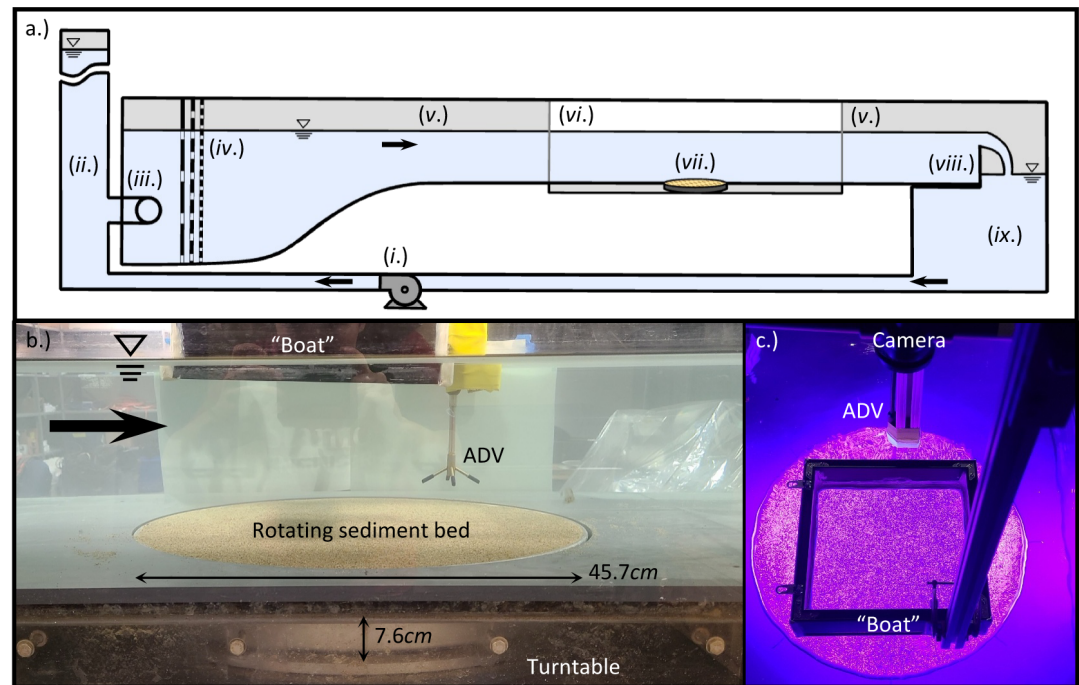 a.)
(ii.)
(iii.)
(iv.)
(v.)
(vi.)
(vii.)
(v.)
(viii.)
(ix.)
(i.)
b.)
"Boat"
ADV
Rotating sediment bed
45.7cm
7.6cm
Turntable
c.)
Camera
ADV
"Boat"